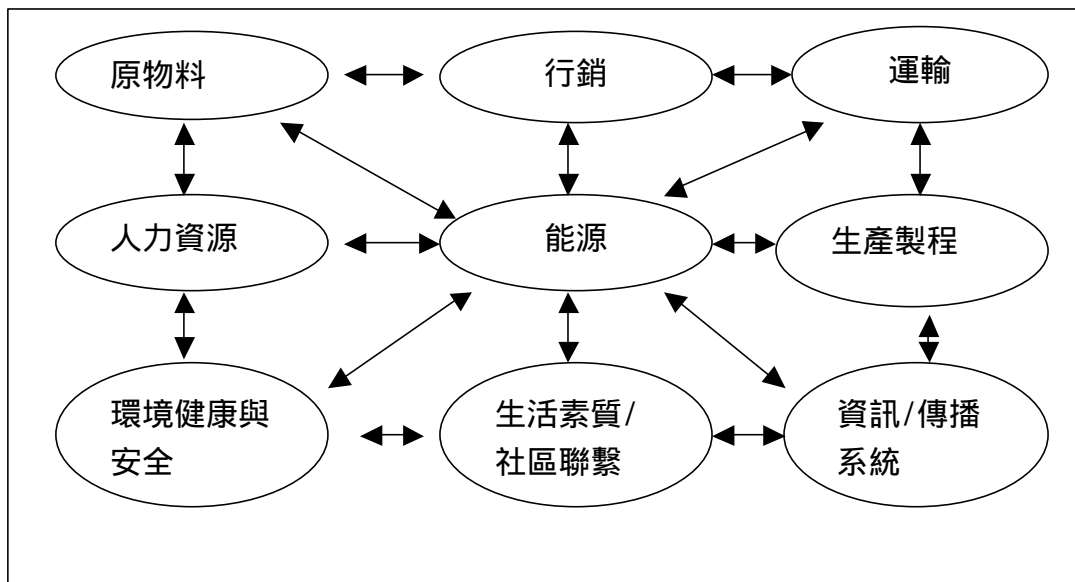 原物料
行銷
運輸
人力資源
能源
生產製程
環境健康與
安全
生活素質/
社區聯繫
資訊/傳播
系統